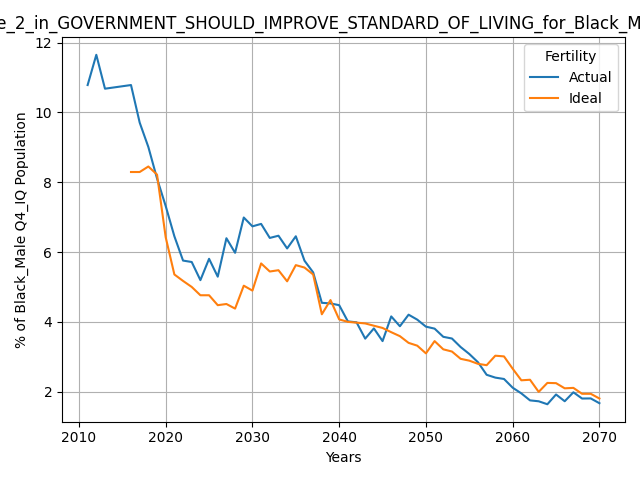 e_2_in_GOVERNMENT_SHOULD_IMPROVE_STANDARD_OF_LIVING_for_Black_M
Fertility
Actual
Ideal
% of Black_Male Q4_IQ Population
12
10
8
6
4
2
2010 2020 2030 2040 2050 2060 2070
Years